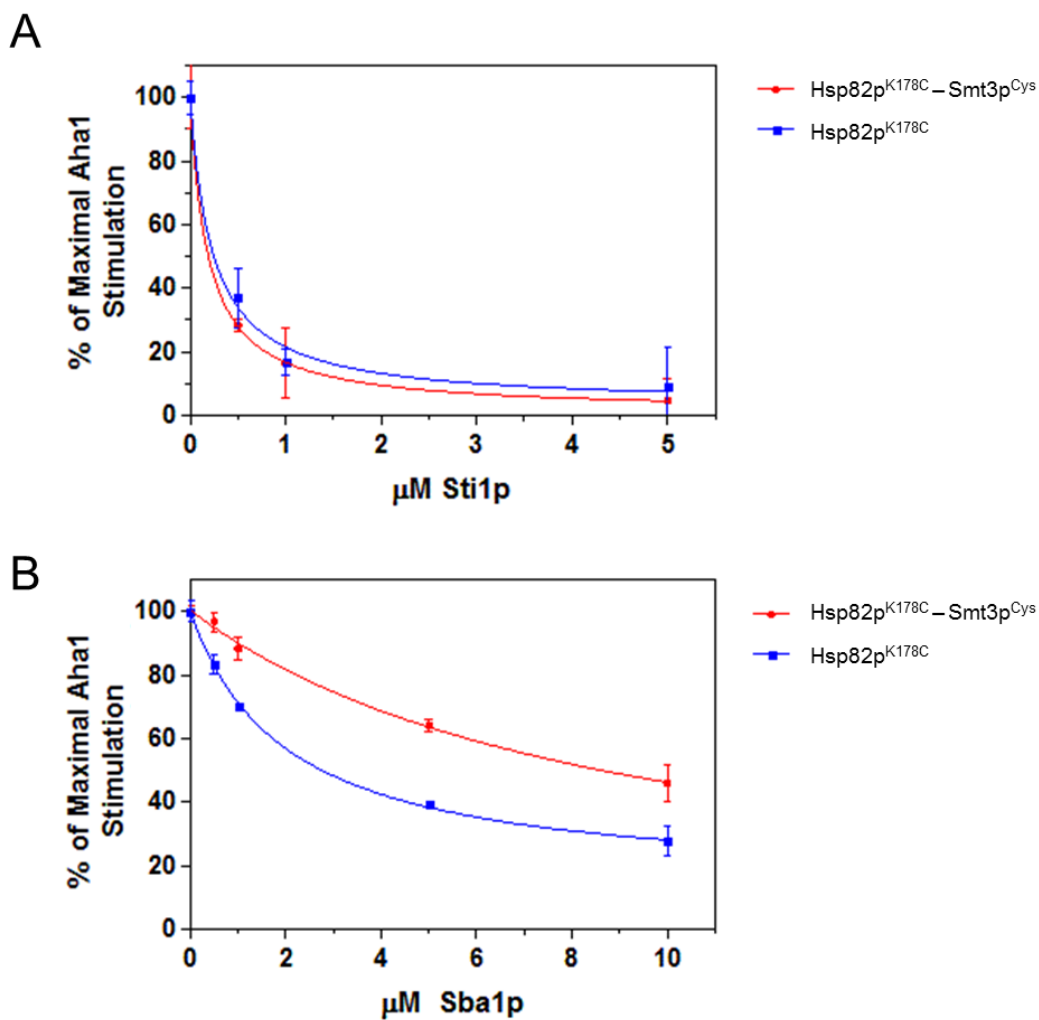 A
% of Maximal Aha1
Stimulation
100
80
60
40
20
0
0 1 2 3 4 5
μM Sti1p
Hsp82pK178C – Smt3pCys
Hsp82pK178C
B
% of Maximal Aha1
Stimulation
100
80
60
40
20
0
0 2 4 6 8 10
μM Sba1p
Hsp82pK178C – Smt3pCys
Hsp82pK178C